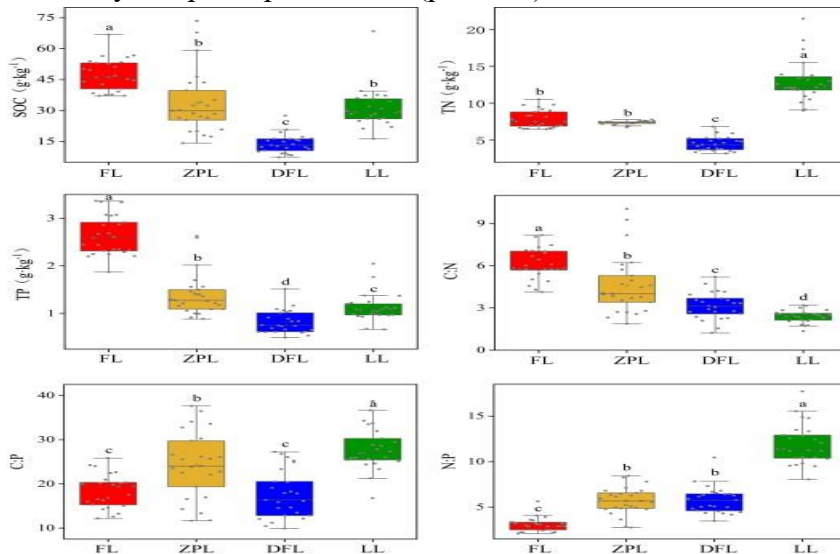 75
60
45
30
15
SOC (g·kg⁻¹)
a
b
c
b
FL ZPL DFL LL
20
15
10
5
TN (g·kg⁻¹)
b
b
c
a
FL ZPL DFL LL
3
2
1
TP (g·kg⁻¹)
a
b
d
c
FL ZPL DFL LL
9
6
3
0
C:N
a
b
c
d
FL ZPL DFL LL
40
30
20
10
C:P
c
b
c
a
FL ZPL DFL LL
15
10
5
N:P
c
b
b
a
FL ZPL DFL LL